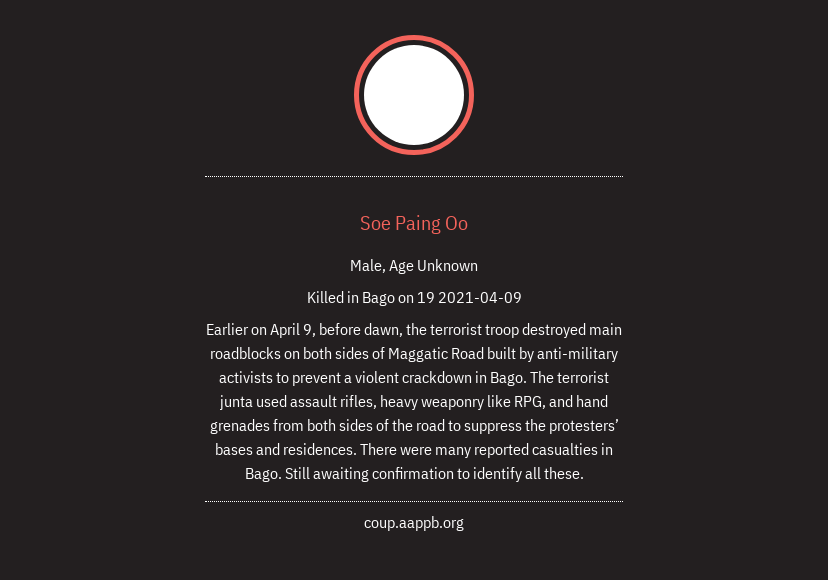 Soe Paing Oo
Male, Age Unknown
Killed in Bago on 19 2021-04-09
Earlier on April 9, before dawn, the terrorist troop destroyed main
roadblocks on both sides of Maggatic Road built by anti-military
activists to prevent a violent crackdown in Bago. The terrorist
junta used assault rifles, heavy weaponry like RPG, and hand
grenades from both sides of the road to suppress the protesters’
bases and residences. There were many reported casualties in
Bago. Still awaiting confirmation to identify all these.
coup.aappb.org